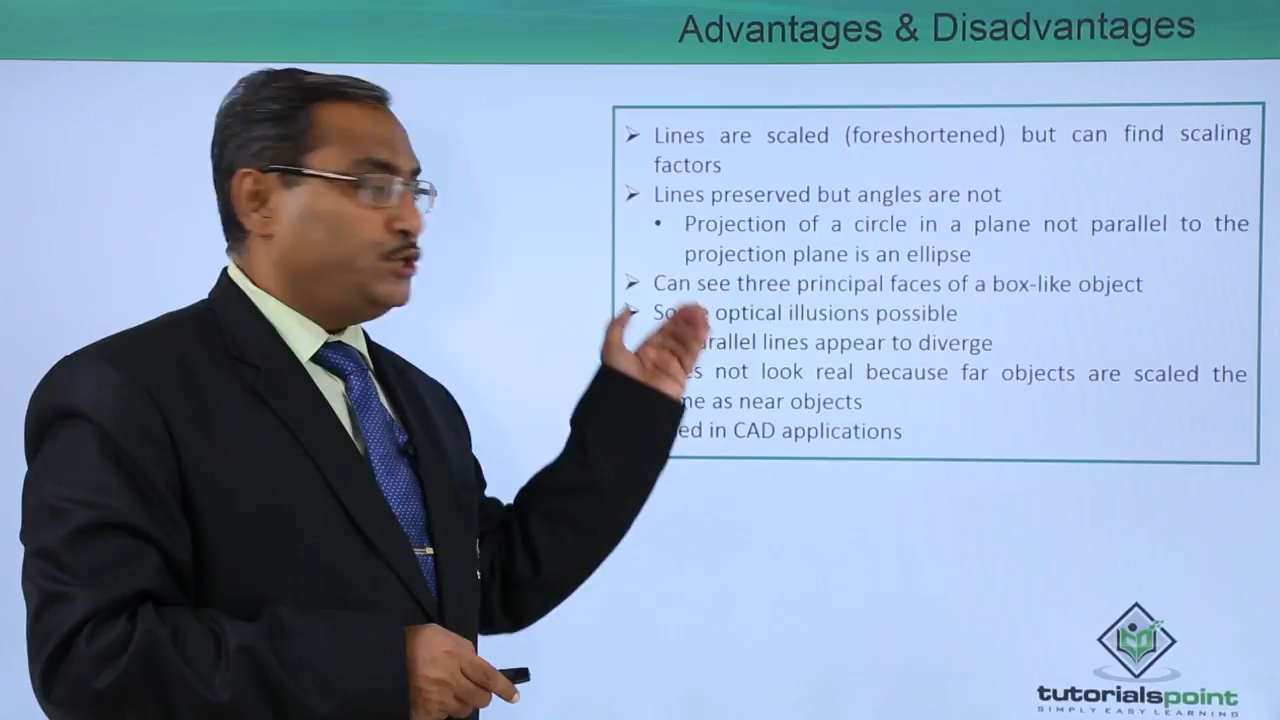 Advantages & Disadvantages
Lines are scaled (foreshortened) but can find scaling
factors
Lines preserved but angles are not
• Projection of a circle in a plane not parallel to the
projection plane is an ellipse
Can see three principal faces of a box-like object
optical illusions possible
lines appear to diverge
not look real because far objects are scaled the
as near objects
in CAD applications
tutorialspoint
SIMPLY EASY LEARNING